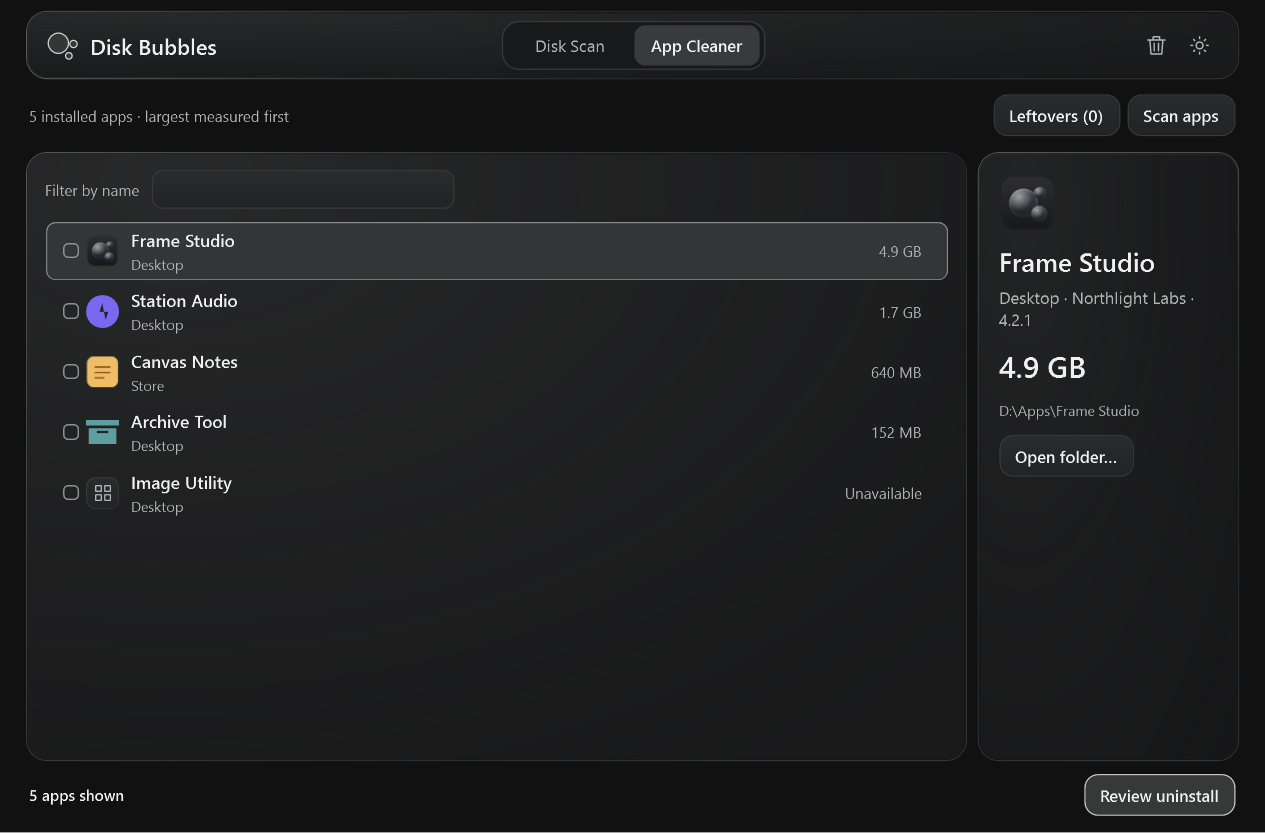 Disk Bubbles
Disk Scan
App Cleaner
5 installed apps · largest measured first
Leftovers (0)
Scan apps
Filter by name
Frame Studio
Desktop
4.9 GB
Station Audio
Desktop
1.7 GB
Canvas Notes
Store
640 MB
Archive Tool
Desktop
152 MB
Image Utility
Desktop
Unavailable
Frame Studio
Desktop · Northlight Labs ·
4.2.1
4.9 GB
D:\Apps\Frame Studio
Open folder...
5 apps shown
Review uninstall